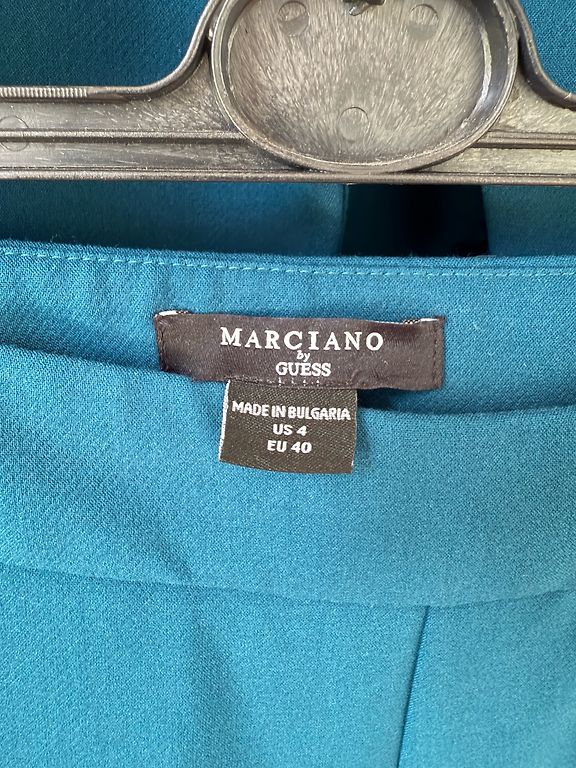 MARCIANO
by
GUESS
MADE IN BULGARIA
US 4
EU 40